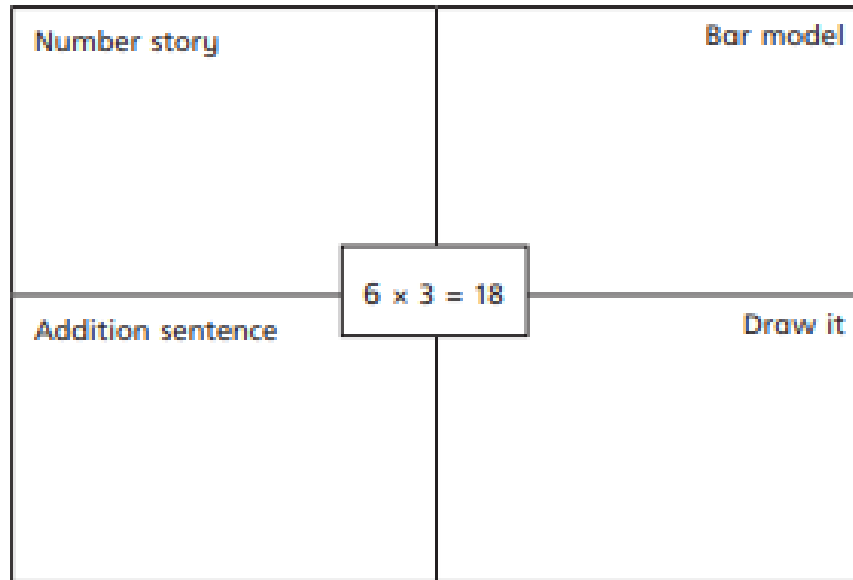 Number story
Bar model
6 × 3 = 18
Addition sentence
Draw it